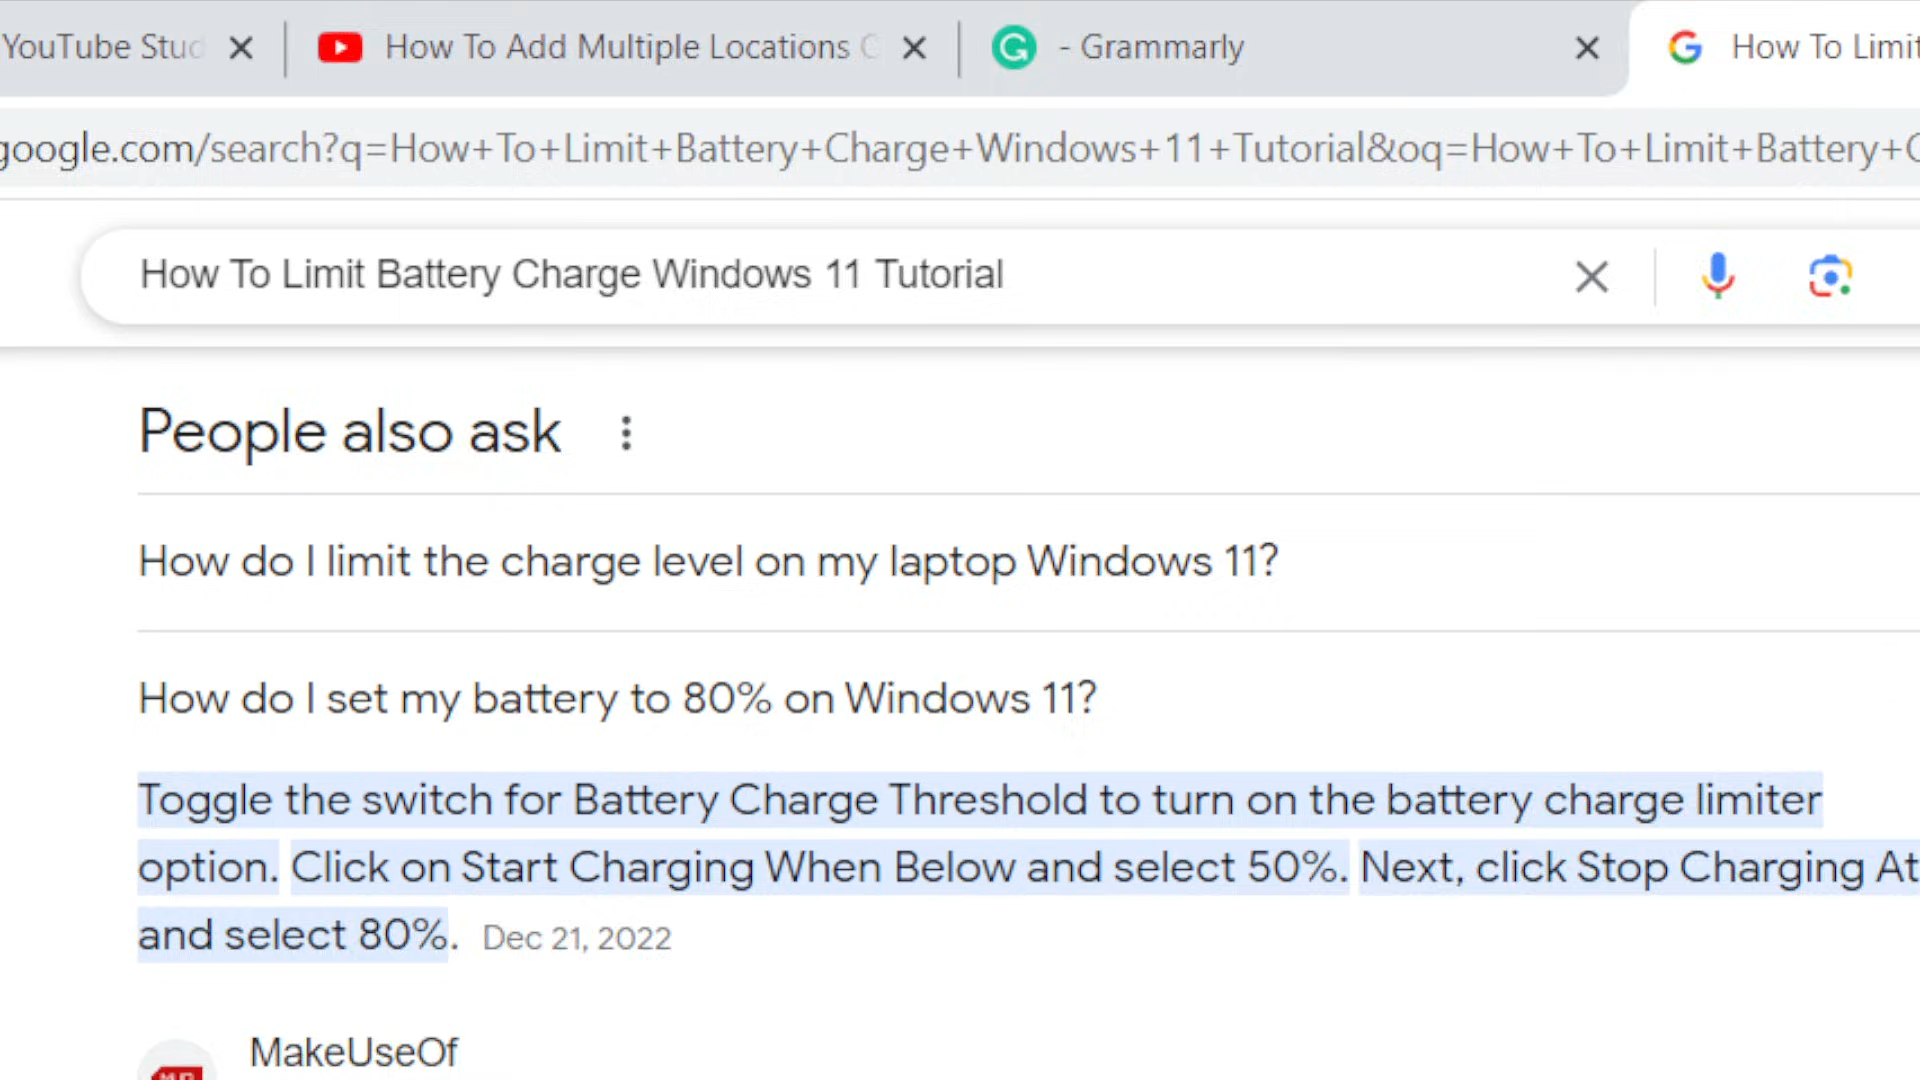 YouTube Stud
How To Add Multiple Locations
- Grammarly
How To Limit
google.com/search?q=How+To+Limit+Battery+Charge+Windows+11+Tutorial&oq=How+To+Limit+Battery+C
How To Limit Battery Charge Windows 11 Tutorial
People also ask
How do I limit the charge level on my laptop Windows 11?
How do I set my battery to 80% on Windows 11?
Toggle the switch for Battery Charge Threshold to turn on the battery charge limiter
option. Click on Start Charging When Below and select 50%. Next, click Stop Charging At
and select 80%. Dec 21, 2022
MakeUseOf